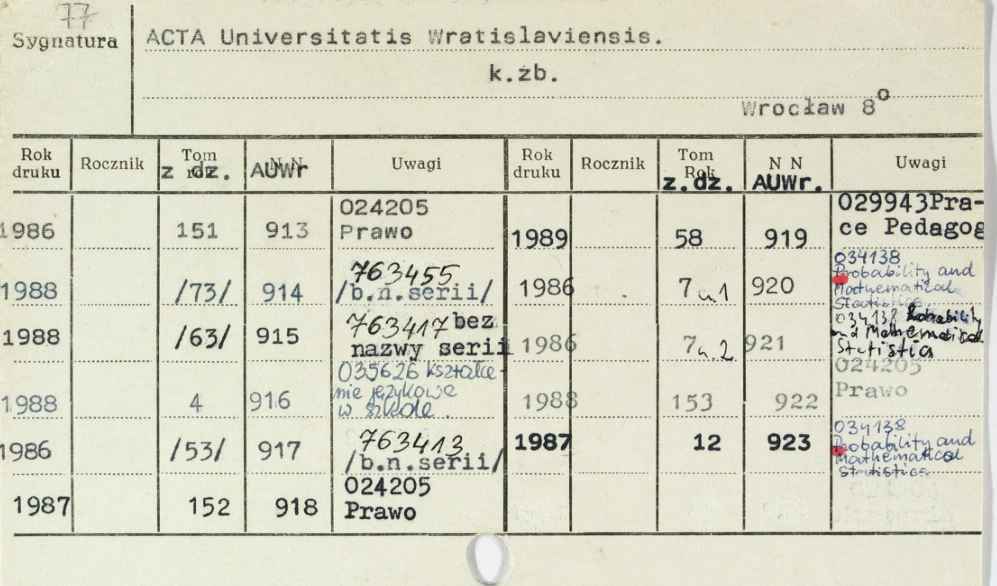 77
Sygnatura
ACTA Universitatis Wratislaviensis.
k.zb.
Wrocław 8°
Rok druku Rocznik Tom z dz. N N AUWr Uwagi
1986 151 913 024205 Prawo
1988 /73/ 914 763455 /b.n.serii/
1988 /63/ 915 763417 bez nazwy serii
1988 4 916 035626 Kształcenie językowe w szkole.
1986 /53/ 917 763413 /b.n.serii/
1987 152 918 024205 Prawo
Rok druku Rocznik Tom Rok z.dz. N N AUWr. Uwagi
1989 58 919 029943 Prace Pedagog
1986 7 n.1 920 034138 Probability and Mathematical Statistics.
1986 7 n.2 921 034138 Probability and Mathematical Statistics
1988 153 922 024205 Prawo
1987 12 923 034138 Probability and Mathematical Statistics